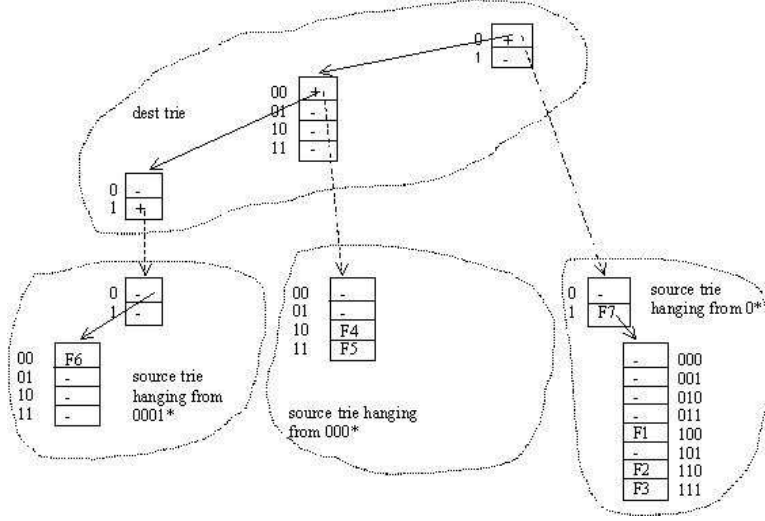 0 +
1 -
dest trie
00 +
01 -
10 -
11 -
0 -
1 +
0 -
1 -
00 F6
01 -
10 -
11 -
source trie
hanging from
0001*
00 -
01 -
10 F4
11 F5
source trie hanging
from 000*
0 -
1 F7
source trie
hanging from 0*
- 000
- 001
- 010
- 011
F1 100
- 101
F2 110
F3 111